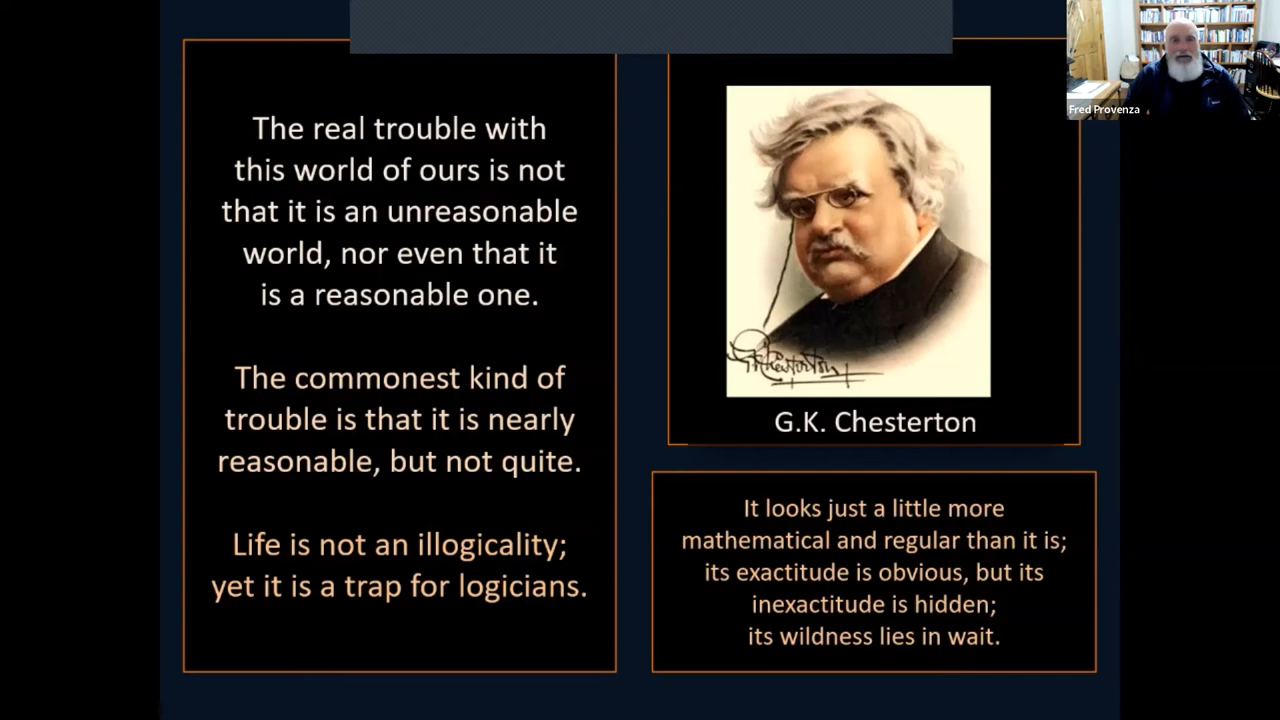 The real trouble with
this world of ours is not
that it is an unreasonable
world, nor even that it
is a reasonable one.
The commonest kind of
trouble is that it is nearly
reasonable, but not quite.
Life is not an illogicality;
yet it is a trap for logicians.
G.K. Chesterton
G.K. Chesterton
It looks just a little more
mathematical and regular than it is;
its exactitude is obvious, but its
inexactitude is hidden;
its wildness lies in wait.
Fred Provenza